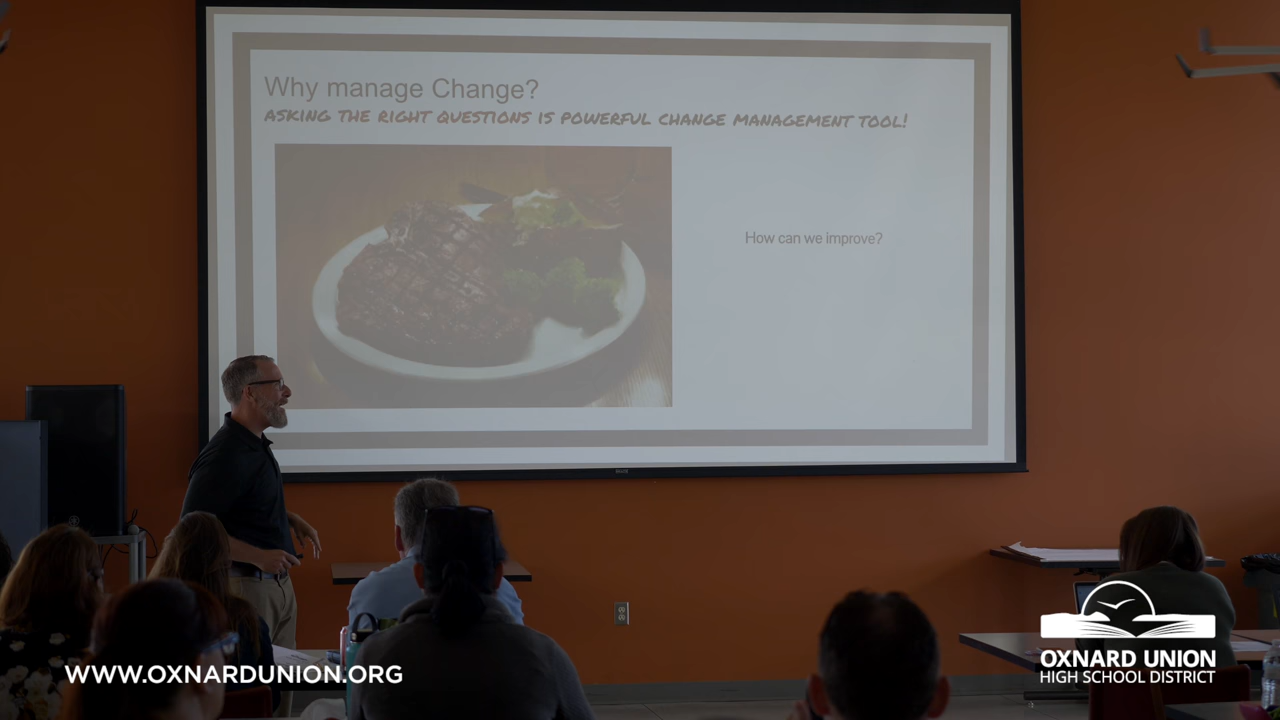 Why manage Change?
ASKING THE RIGHT QUESTIONS IS POWERFUL CHANGE MANAGEMENT TOOL!
How can we improve?
WWW.OXNARDUNION.ORG
OXNARD UNION
HIGH SCHOOL DISTRICT